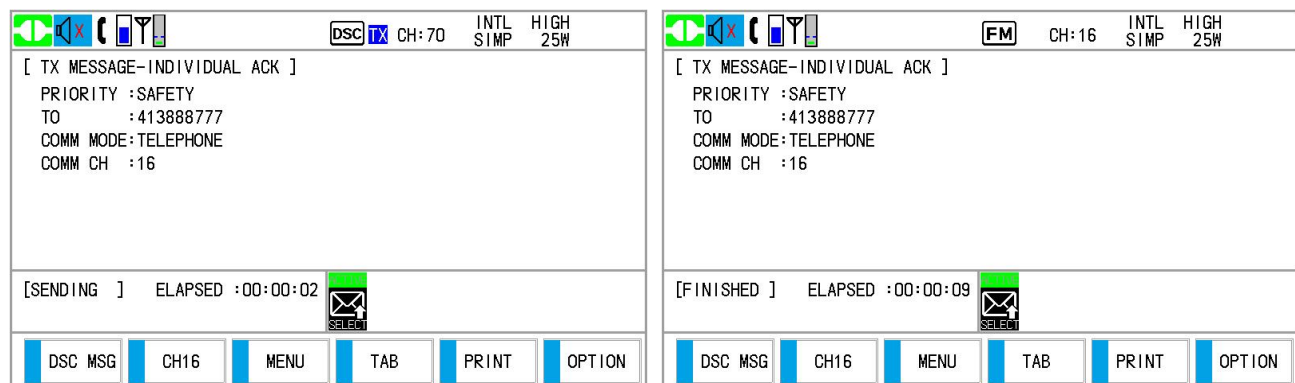 DSC TX CH:70 INTL SIMP HIGH 25W
[ TX MESSAGE-INDIVIDUAL ACK ]
PRIORITY :SAFETY
TO :413888777
COMM MODE:TELEPHONE
COMM CH :16
[SENDING ] ELAPSED :00:00:02
SELECT
DSC MSG CH16 MENU TAB PRINT OPTION
FM CH:16 INTL SIMP HIGH 25W
[ TX MESSAGE-INDIVIDUAL ACK ]
PRIORITY :SAFETY
TO :413888777
COMM MODE:TELEPHONE
COMM CH :16
[FINISHED ] ELAPSED :00:00:09
SELECT
DSC MSG CH16 MENU TAB PRINT OPTION